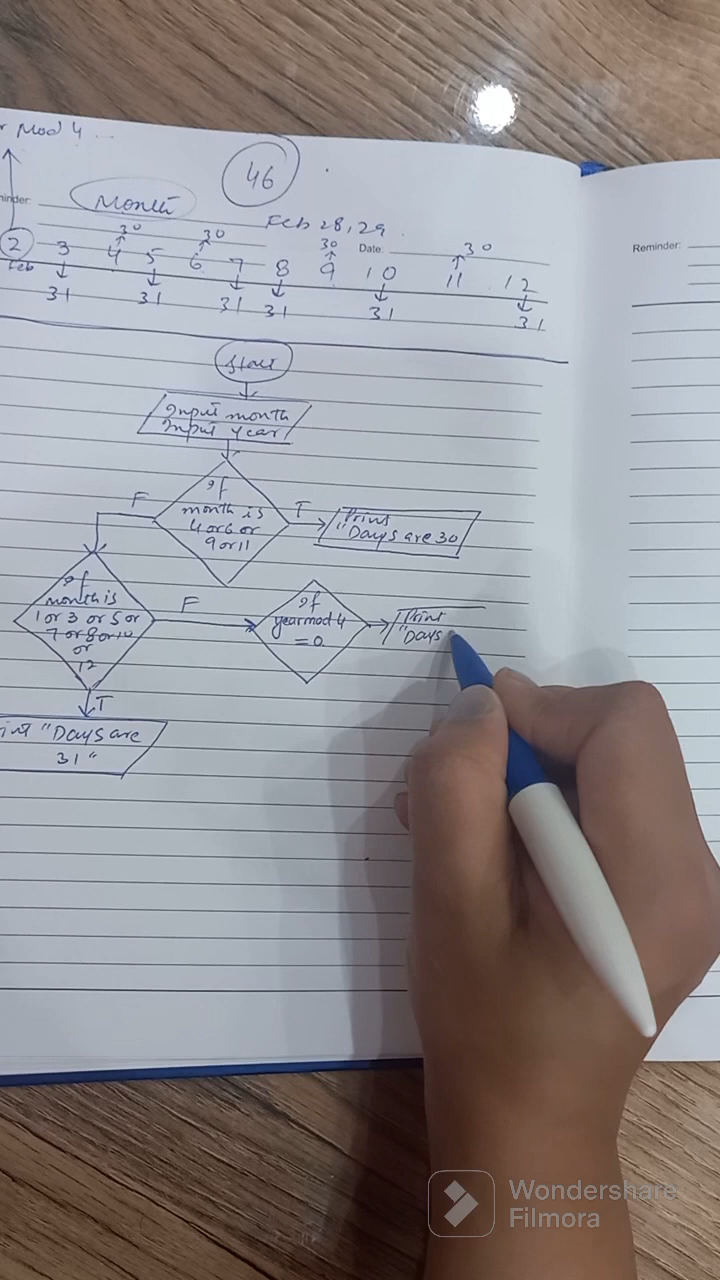 Mod 4 ...
46
Month
Feb 28, 29
30 30 30 30
Date:
Reminder:
2 3 4 5 6 7 8 9 10 11 12
Feb
31 31 31 31 31 31
Start
Input month
Input year
If
month is
4 or 6 or
9 or 11
F
T
Print
"Days are 30
If
month is
1 or 3 or 5 or
7 or 8 or 10
or
12
F
If
year mod 4
= 0
Print
"Days
T
"Days are
31"
Wondershare
Filmora